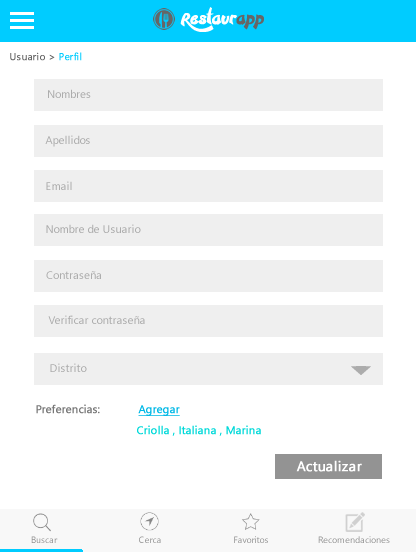 Restaurapp
Usuario > Perfil
Nombres
Apellidos
Email
Nombre de Usuario
Contraseña
Verificar contraseña
Distrito
Preferencias: Agregar
Criolla , Italiana , Marina
Actualizar
Buscar Cerca Favoritos Recomendaciones